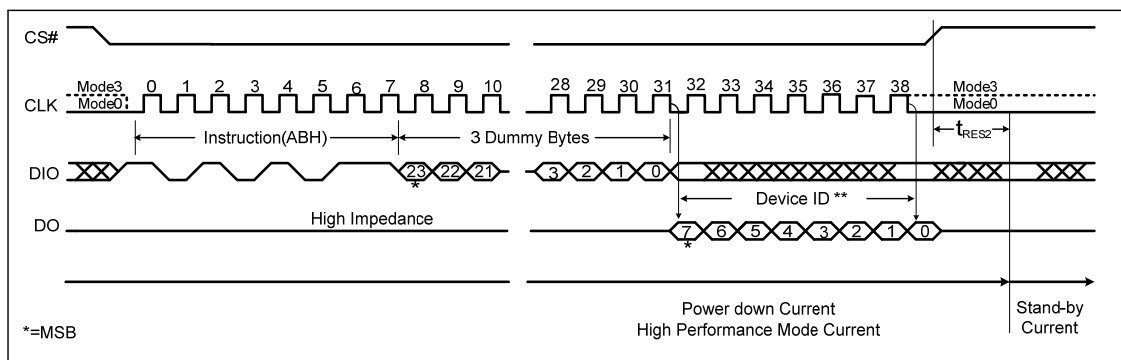 CS#
Mode3 0 1 2 3 4 5 6 7 8 9 10 28 29 30 31 32 33 34 35 36 37 38 Mode3
CLK Mode0 Mode0
Instruction(ABH) 3 Dummy Bytes tRES2
DIO 23 22 21 3 2 1 0
*
Device ID **
High Impedance
DO 7 6 5 4 3 2 1 0
*
Power down Current
High Performance Mode Current
Stand-by
Current
*=MSB